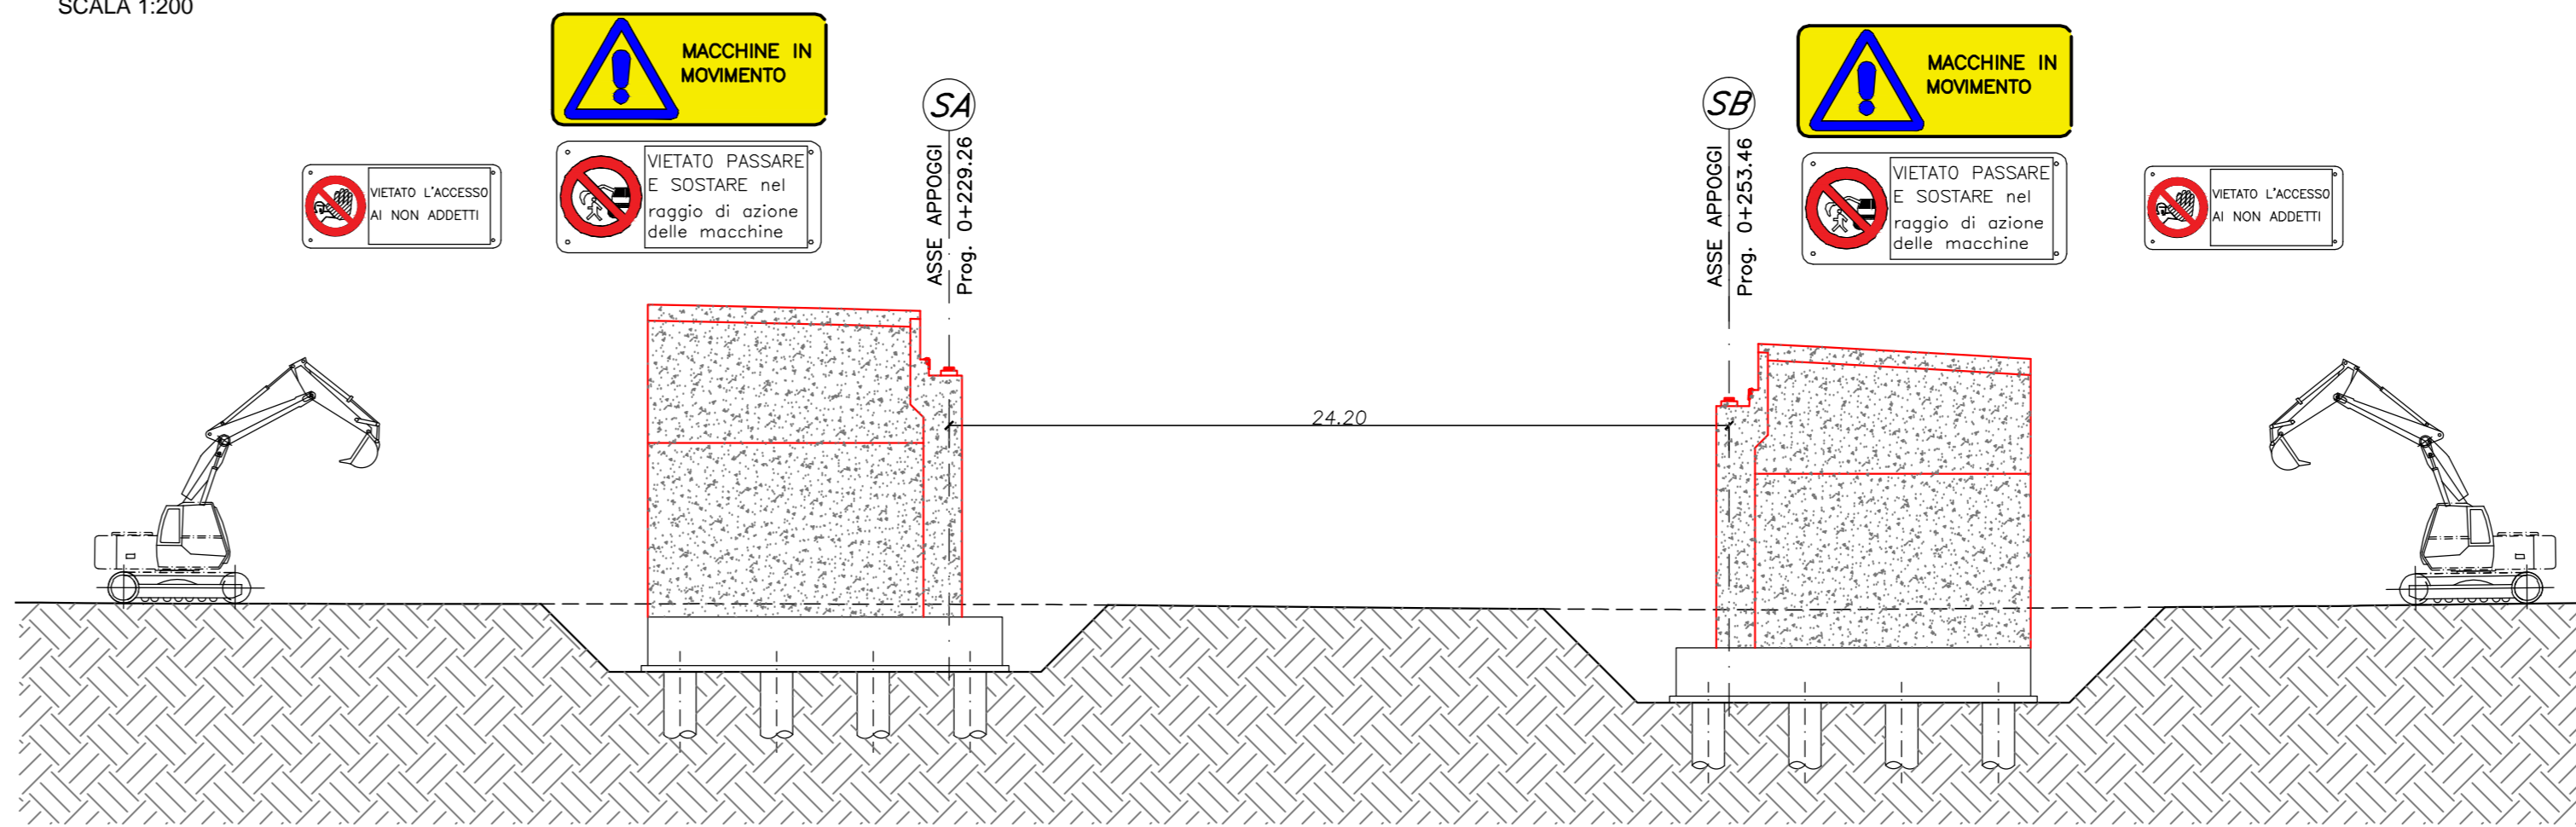 SCALA 1:200
MACCHINE IN
MOVIMENTO
VIETATO L'ACCESSO
AI NON ADDETTI
VIETATO PASSARE
E SOSTARE nel
raggio di azione
delle macchine
SA
ASSE APPOGGI
Prog. 0+229.26
24.20
SB
ASSE APPOGGI
Prog. 0+253.46
MACCHINE IN
MOVIMENTO
VIETATO PASSARE
E SOSTARE nel
raggio di azione
delle macchine
VIETATO L'ACCESSO
AI NON ADDETTI